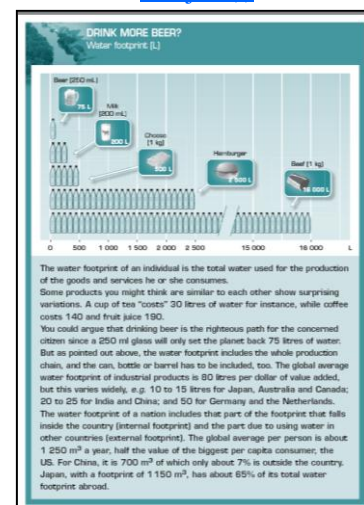 DRINK MORE BEER?
Water footprint (L)
Beer (250 mL)
75 L
Milk
(200 mL)
200 L
Cheese
(1 kg)
500 L
Hamburger
Beef (1 kg)
0 500 1 000 1 500 2 000 2 500 15 000 16 000 L
The water footprint of an individual is the total water used for the production
of the goods and services he or she consumes.
Some products you might think are similar to each other show surprising
variations. A cup of tea "costs" 30 litres of water for instance, while coffee
costs 140 and fruit juice 190.
You could argue that drinking beer is the righteous path for the concerned
citizen since a 250 ml glass will only set the planet back 75 litres of water.
But as pointed out above, the water footprint includes the whole production
chain, and the can, bottle or barrel has to be included, too. The global average
water footprint of industrial products is 80 litres per dollar of value added,
but this varies widely, e.g. 10 to 15 litres for Japan, Australia and Canada;
20 to 25 for India and China; and 50 for Germany and the Netherlands.
The water footprint of a nation includes that part of the footprint that falls
inside the country (internal footprint) and the part due to using water in
other countries (external footprint). The global average per person is about
1 250 m³ a year, half the value of the biggest per capita consumer, the
US. For China, it is 700 m³ of which only about 7% is outside the country.
Japan, with a footprint of 1 150 m³, has about 65% of its total water
footprint abroad.